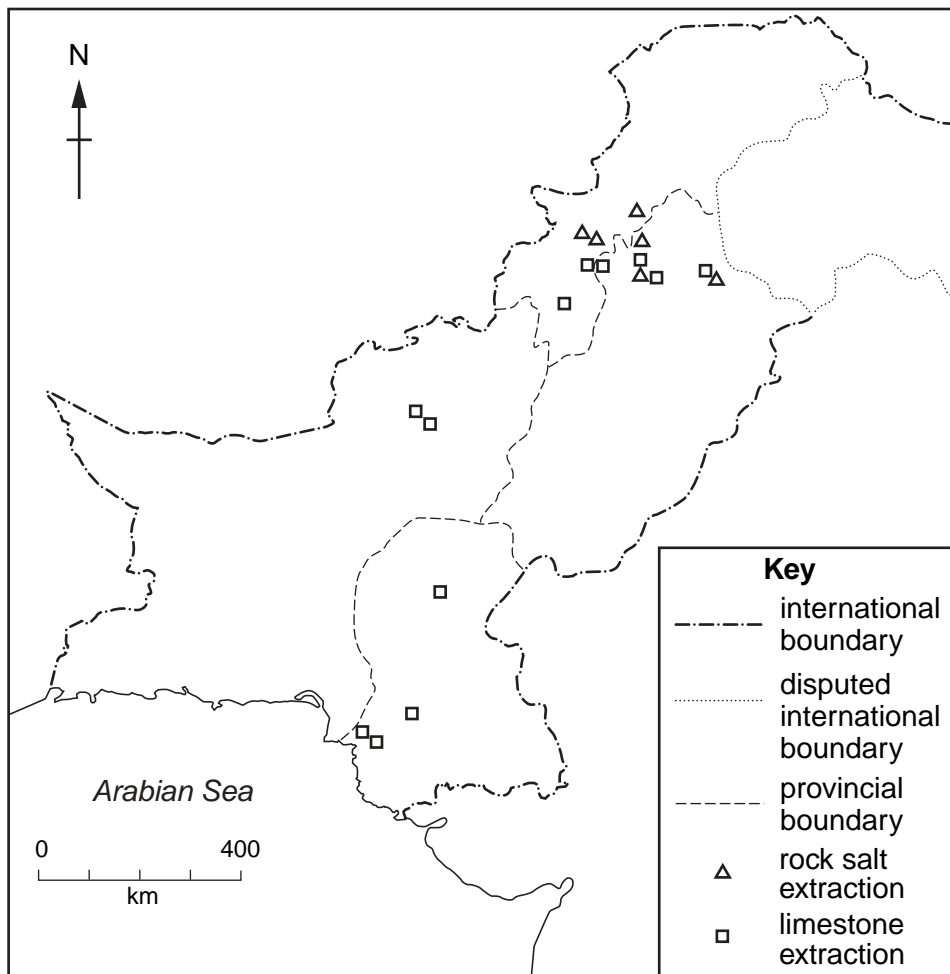 N
Arabian Sea
0 400
km
Key
international
boundary
disputed
international
boundary
provincial
boundary
rock salt
extraction
limestone
extraction